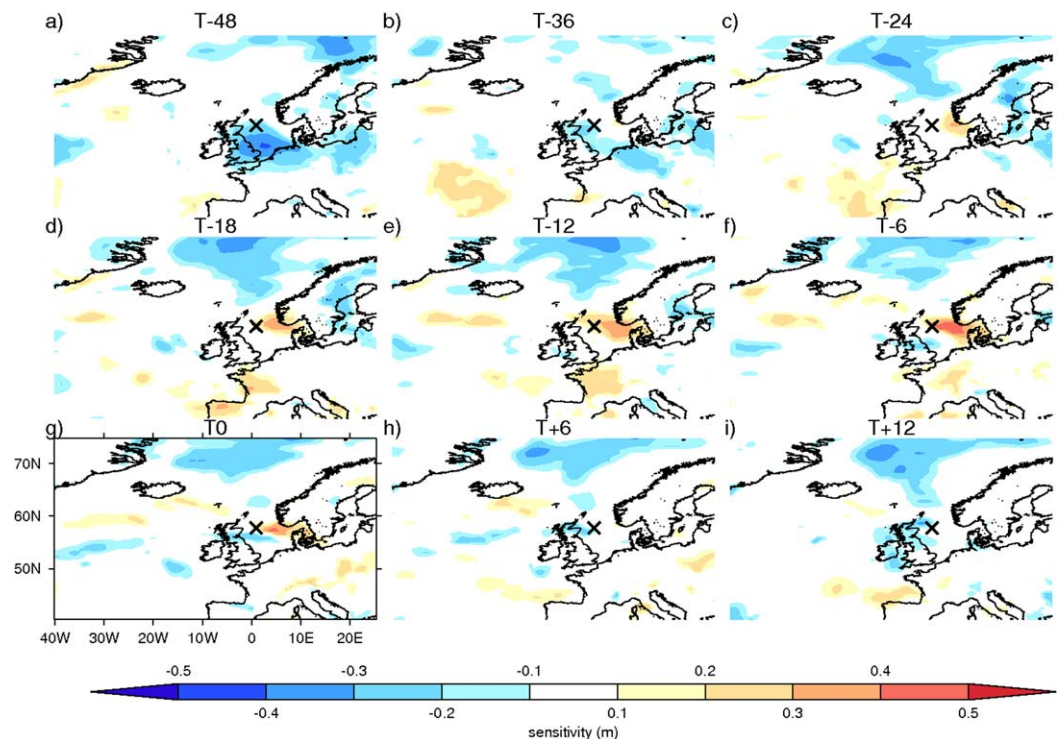 a) T-48 b) T-36 c) T-24
d) T-18 e) T-12 f) T-6
g) T0 h) T+6 i) T+12
70N
60N
50N
40W 30W 20W 10W 0 10E 20E
-0.5 -0.3 -0.1 0.2 0.4
-0.4 -0.2 0.1 0.3 0.5
sensitivity (m)